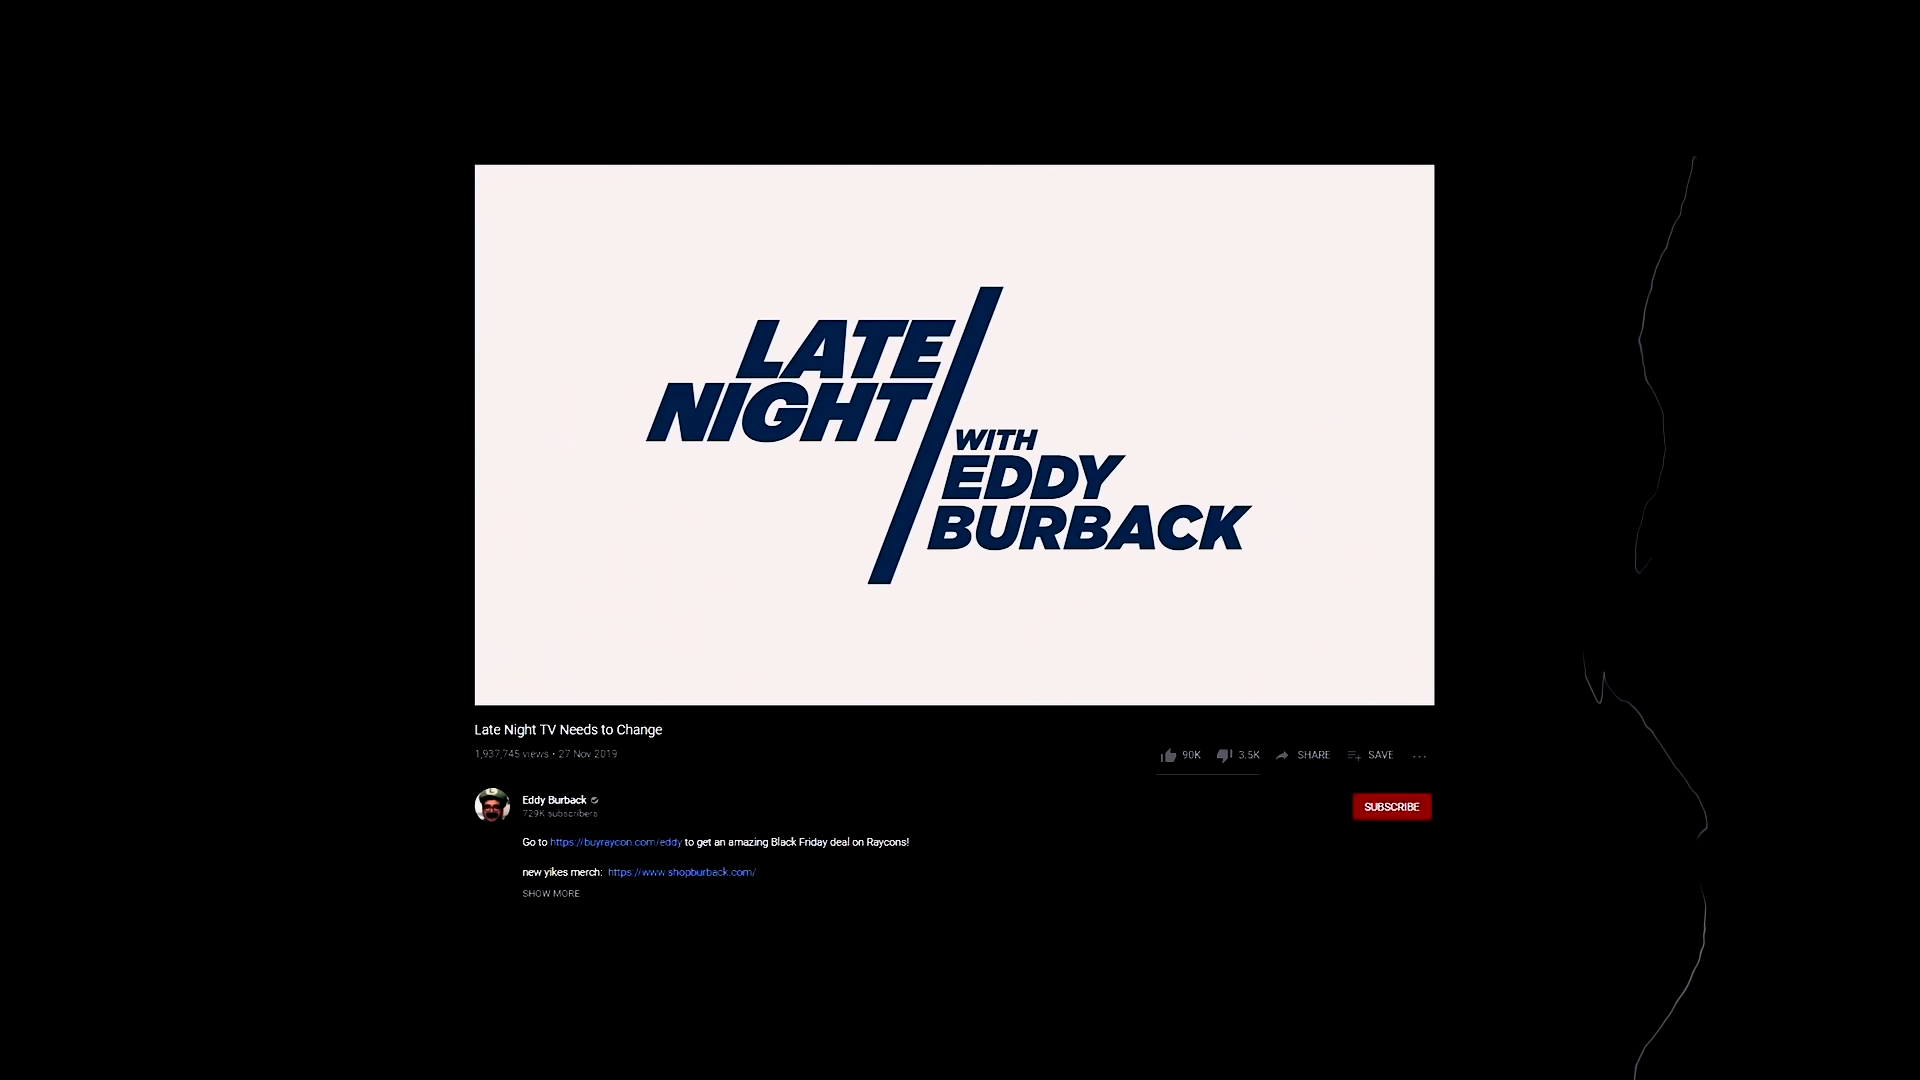 LATE
NIGHT
WITH
EDDY
BURBACK
Late Night TV Needs to Change
1,937,745 views • 27 Nov 2019
90K 3.5K SHARE SAVE ...
Eddy Burback
729K subscribers
SUBSCRIBE
Go to https://buyraycon.com/eddy to get an amazing Black Friday deal on Raycons!
new yikes merch: https://www.shopburback.com/
SHOW MORE